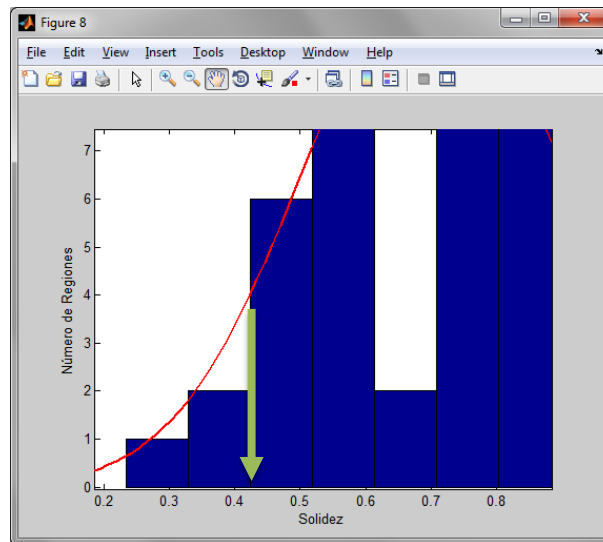 Figure 8
File Edit View Insert Tools Desktop Window Help
7
6
5
4
3
2
1
0
0.2 0.3 0.4 0.5 0.6 0.7 0.8
Número de Regiones
Solidez